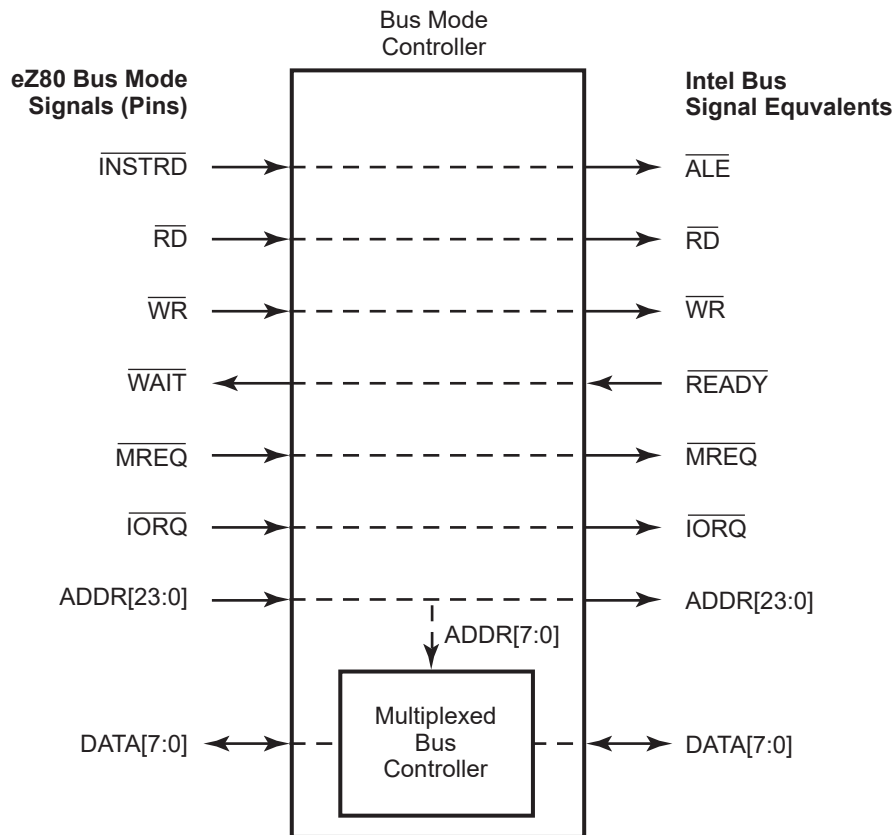 Bus Mode
Controller
eZ80 Bus Mode
Signals (Pins)
Intel Bus
Signal Equvalents
INSTRD
ALE
RD
RD
WR
WR
WAIT
READY
MREQ
MREQ
IORQ
IORQ
ADDR[23:0]
ADDR[23:0]
ADDR[7:0]
DATA[7:0]
Multiplexed
Bus
Controller
DATA[7:0]